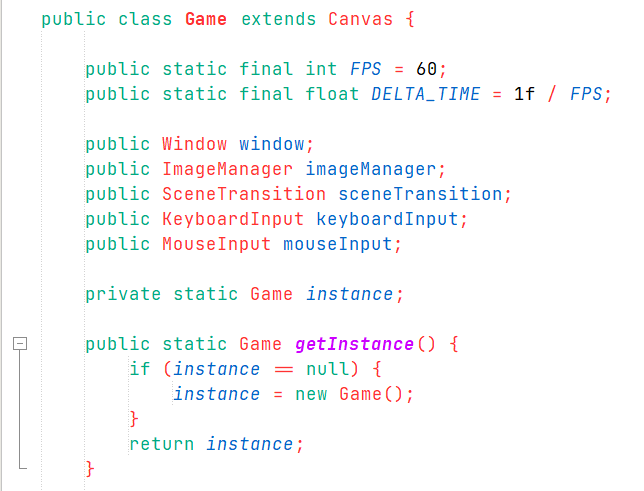 public class Game extends Canvas {
public static final int FPS = 60;
public static final float DELTA_TIME = 1f / FPS;
public Window window;
public ImageManager imageManager;
public SceneTransition sceneTransition;
public KeyboardInput keyboardInput;
public MouseInput mouseInput;
private static Game instance;
public static Game getInstance() {
if (instance == null) {
instance = new Game();
}
return instance;
}